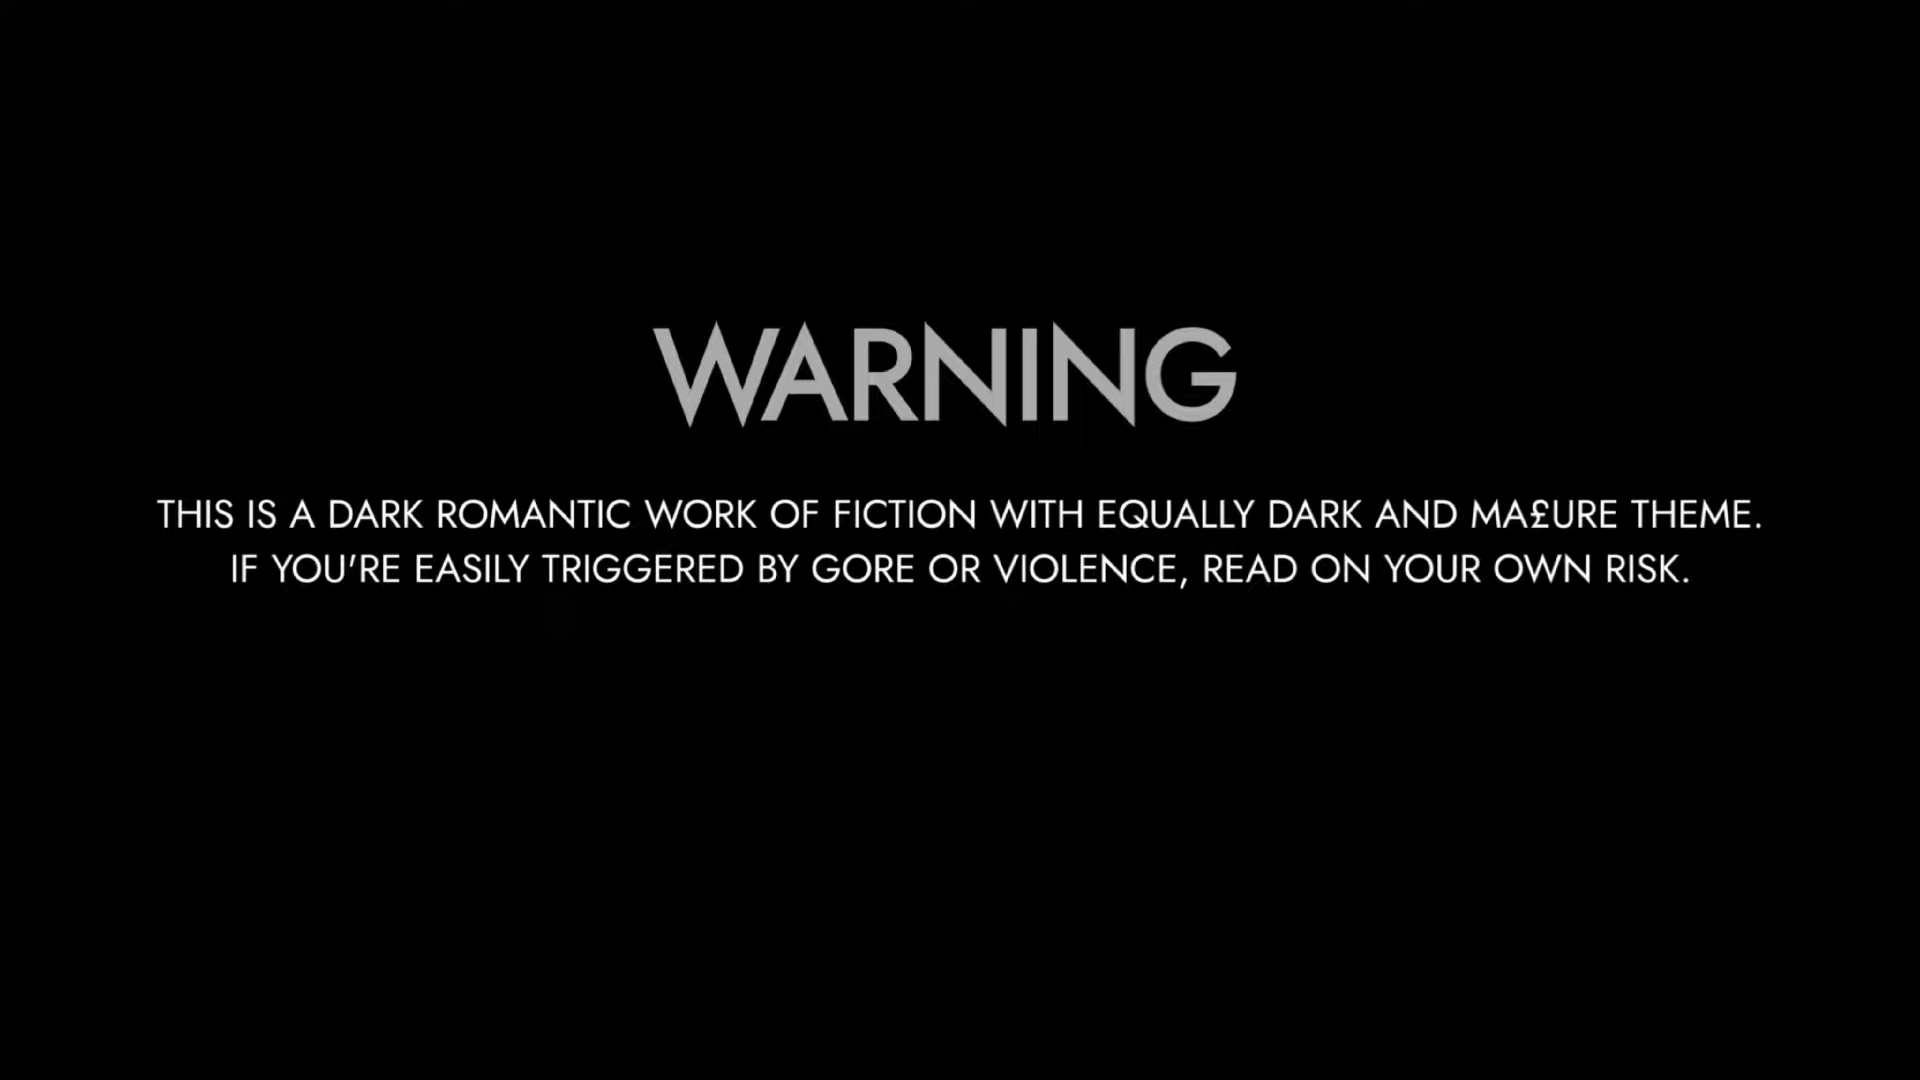 WARNING
THIS IS A DARK ROMANTIC WORK OF FICTION WITH EQUALLY DARK AND MA£URE THEME.
IF YOU'RE EASILY TRIGGERED BY GORE OR VIOLENCE, READ ON YOUR OWN RISK.